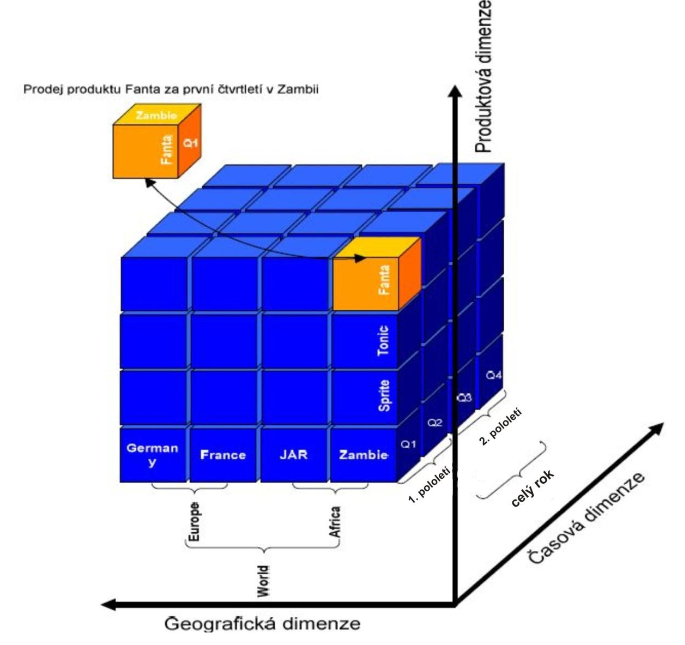 Produktová dimenze
Prodej produktu Fanta za první čtvrtletí v Zambii
Zambie
Fanta
Q1
Fanta
Tonic
Sprite
German
y
France
JAR
Zambie
Q1
Q2
Q3
Q4
1. pololetí
2. pololetí
celý rok
Europe
Africa
World
Časová dimenze
Geografická dimenze